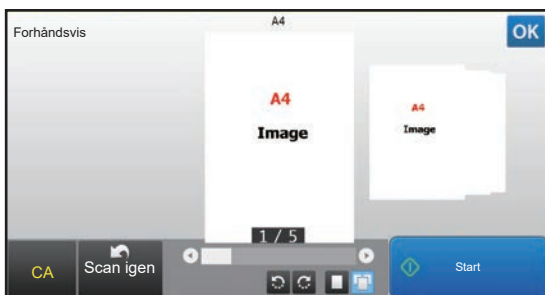 A4
Forhåndsvis
OK
A4
Image
A4
Image
1 / 5
CA
Scan igen
Start